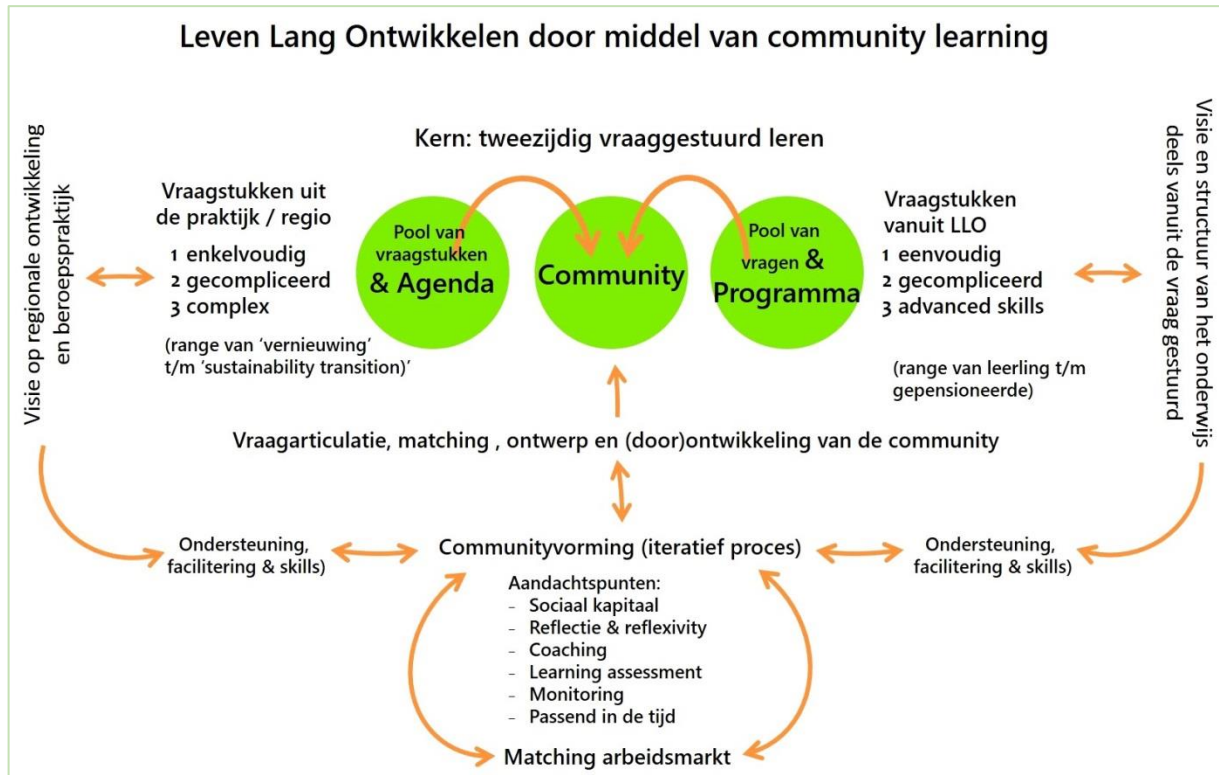 Leven Lang Ontwikkelen door middel van community learning
Visie op regionale ontwikkeling
en beroepspraktijk
Kern: tweezijdig vraaggestuurd leren
Vraagstukken uit
de praktijk / regio
1 enkelvoudig
2 gecompliceerd
3 complex
(range van ‘vernieuwing’
t/m ‘sustainability transition)’
Pool van
vraagstukken
& Agenda
Community
Pool van
vragen &
Programma
Vraagstukken
vanuit LLO
1 eenvoudig
2 gecompliceerd
3 advanced skills
(range van leerling t/m
gepensioneerde)
Visie en structuur van het onderwijs
deels vanuit de vraag gestuurd
Vraagarticulatie, matching , ontwerp en (door)ontwikkeling van de community
Ondersteuning,
facilitering & skills)
Communityvorming (iteratief proces)
Ondersteuning,
facilitering & skills)
Aandachtspunten:
- Sociaal kapitaal
- Reflectie & reflexivity
- Coaching
- Learning assessment
- Monitoring
- Passend in de tijd
Matching arbeidsmarkt